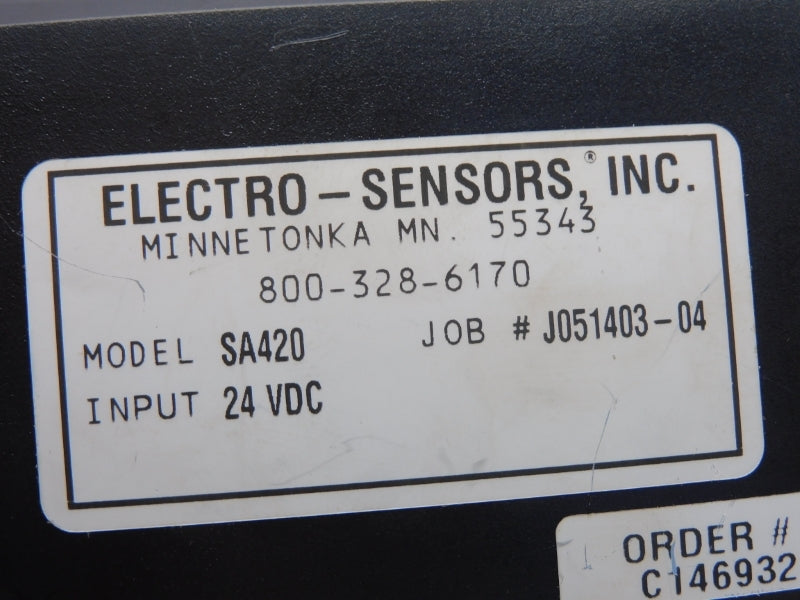 ELECTRO-SENSORS,® INC.
MINNETONKA MN. 55343
800-328-6170
MODEL SA420 JOB # J051403-04
INPUT 24 VDC
ORDER #
C146932